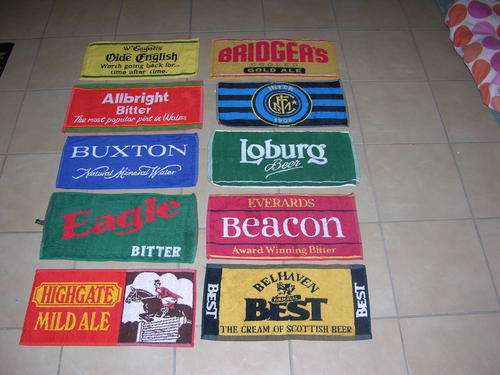 Olde English
Worth going back for...
time after time.
BRIDGER'S
GOLD ALE
Allbright
Bitter
The most popular pint in Wales
INTER
1908
BUXTON
Natural Mineral Water
Loburg
Beer
Eagle
BITTER
EVERARDS
Beacon
Award Winning Bitter
HIGHGATE
MILD ALE
BEST
BELHAVEN
BEST
THE CREAM OF SCOTTISH BEER
BEST